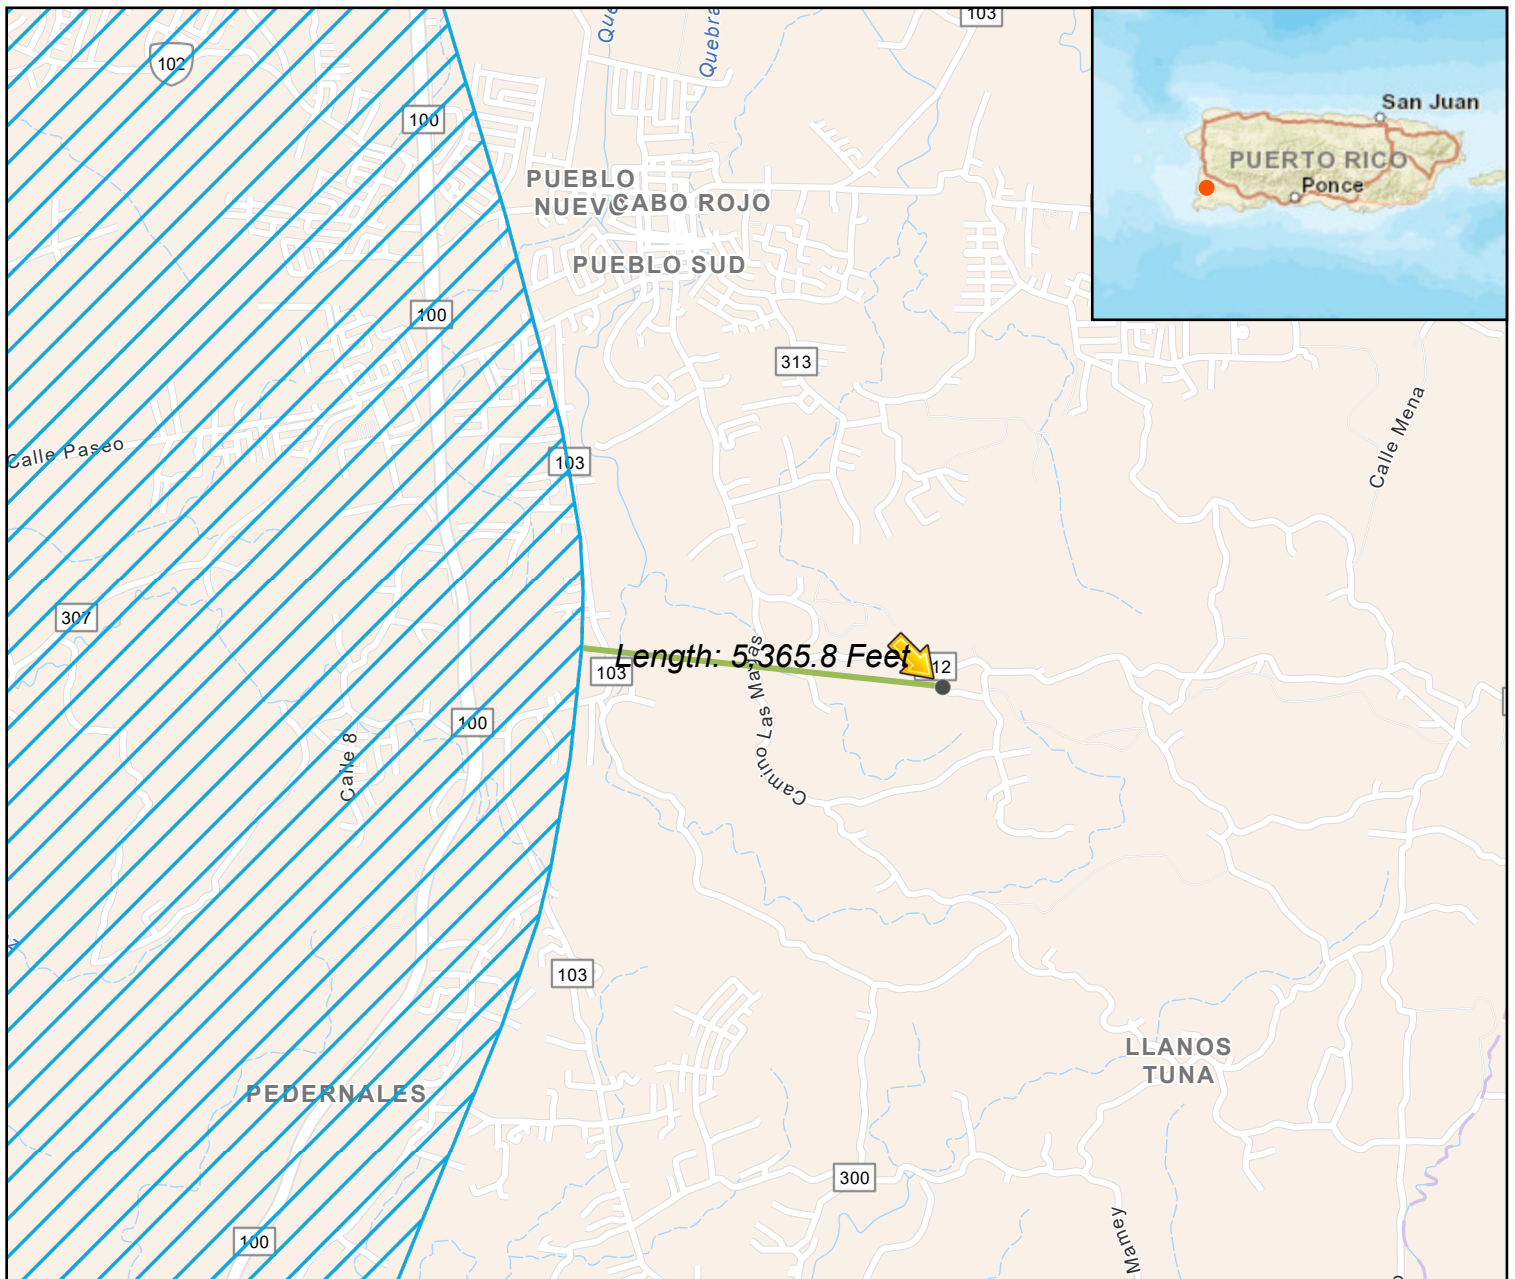 103
Quebra
102
100
San Juan
PUERTO RICO
Ponce
PUEBLO
NUEVO
CABO ROJO
PUEBLO SUD
100
313
Calle Mena
Calle Paseo
103
307
Length: 5,365.8 Feet
12
103
Camino Las
100
Calle 8
103
LLANOS
TUNA
PEDERNALES
300
Mamey
100